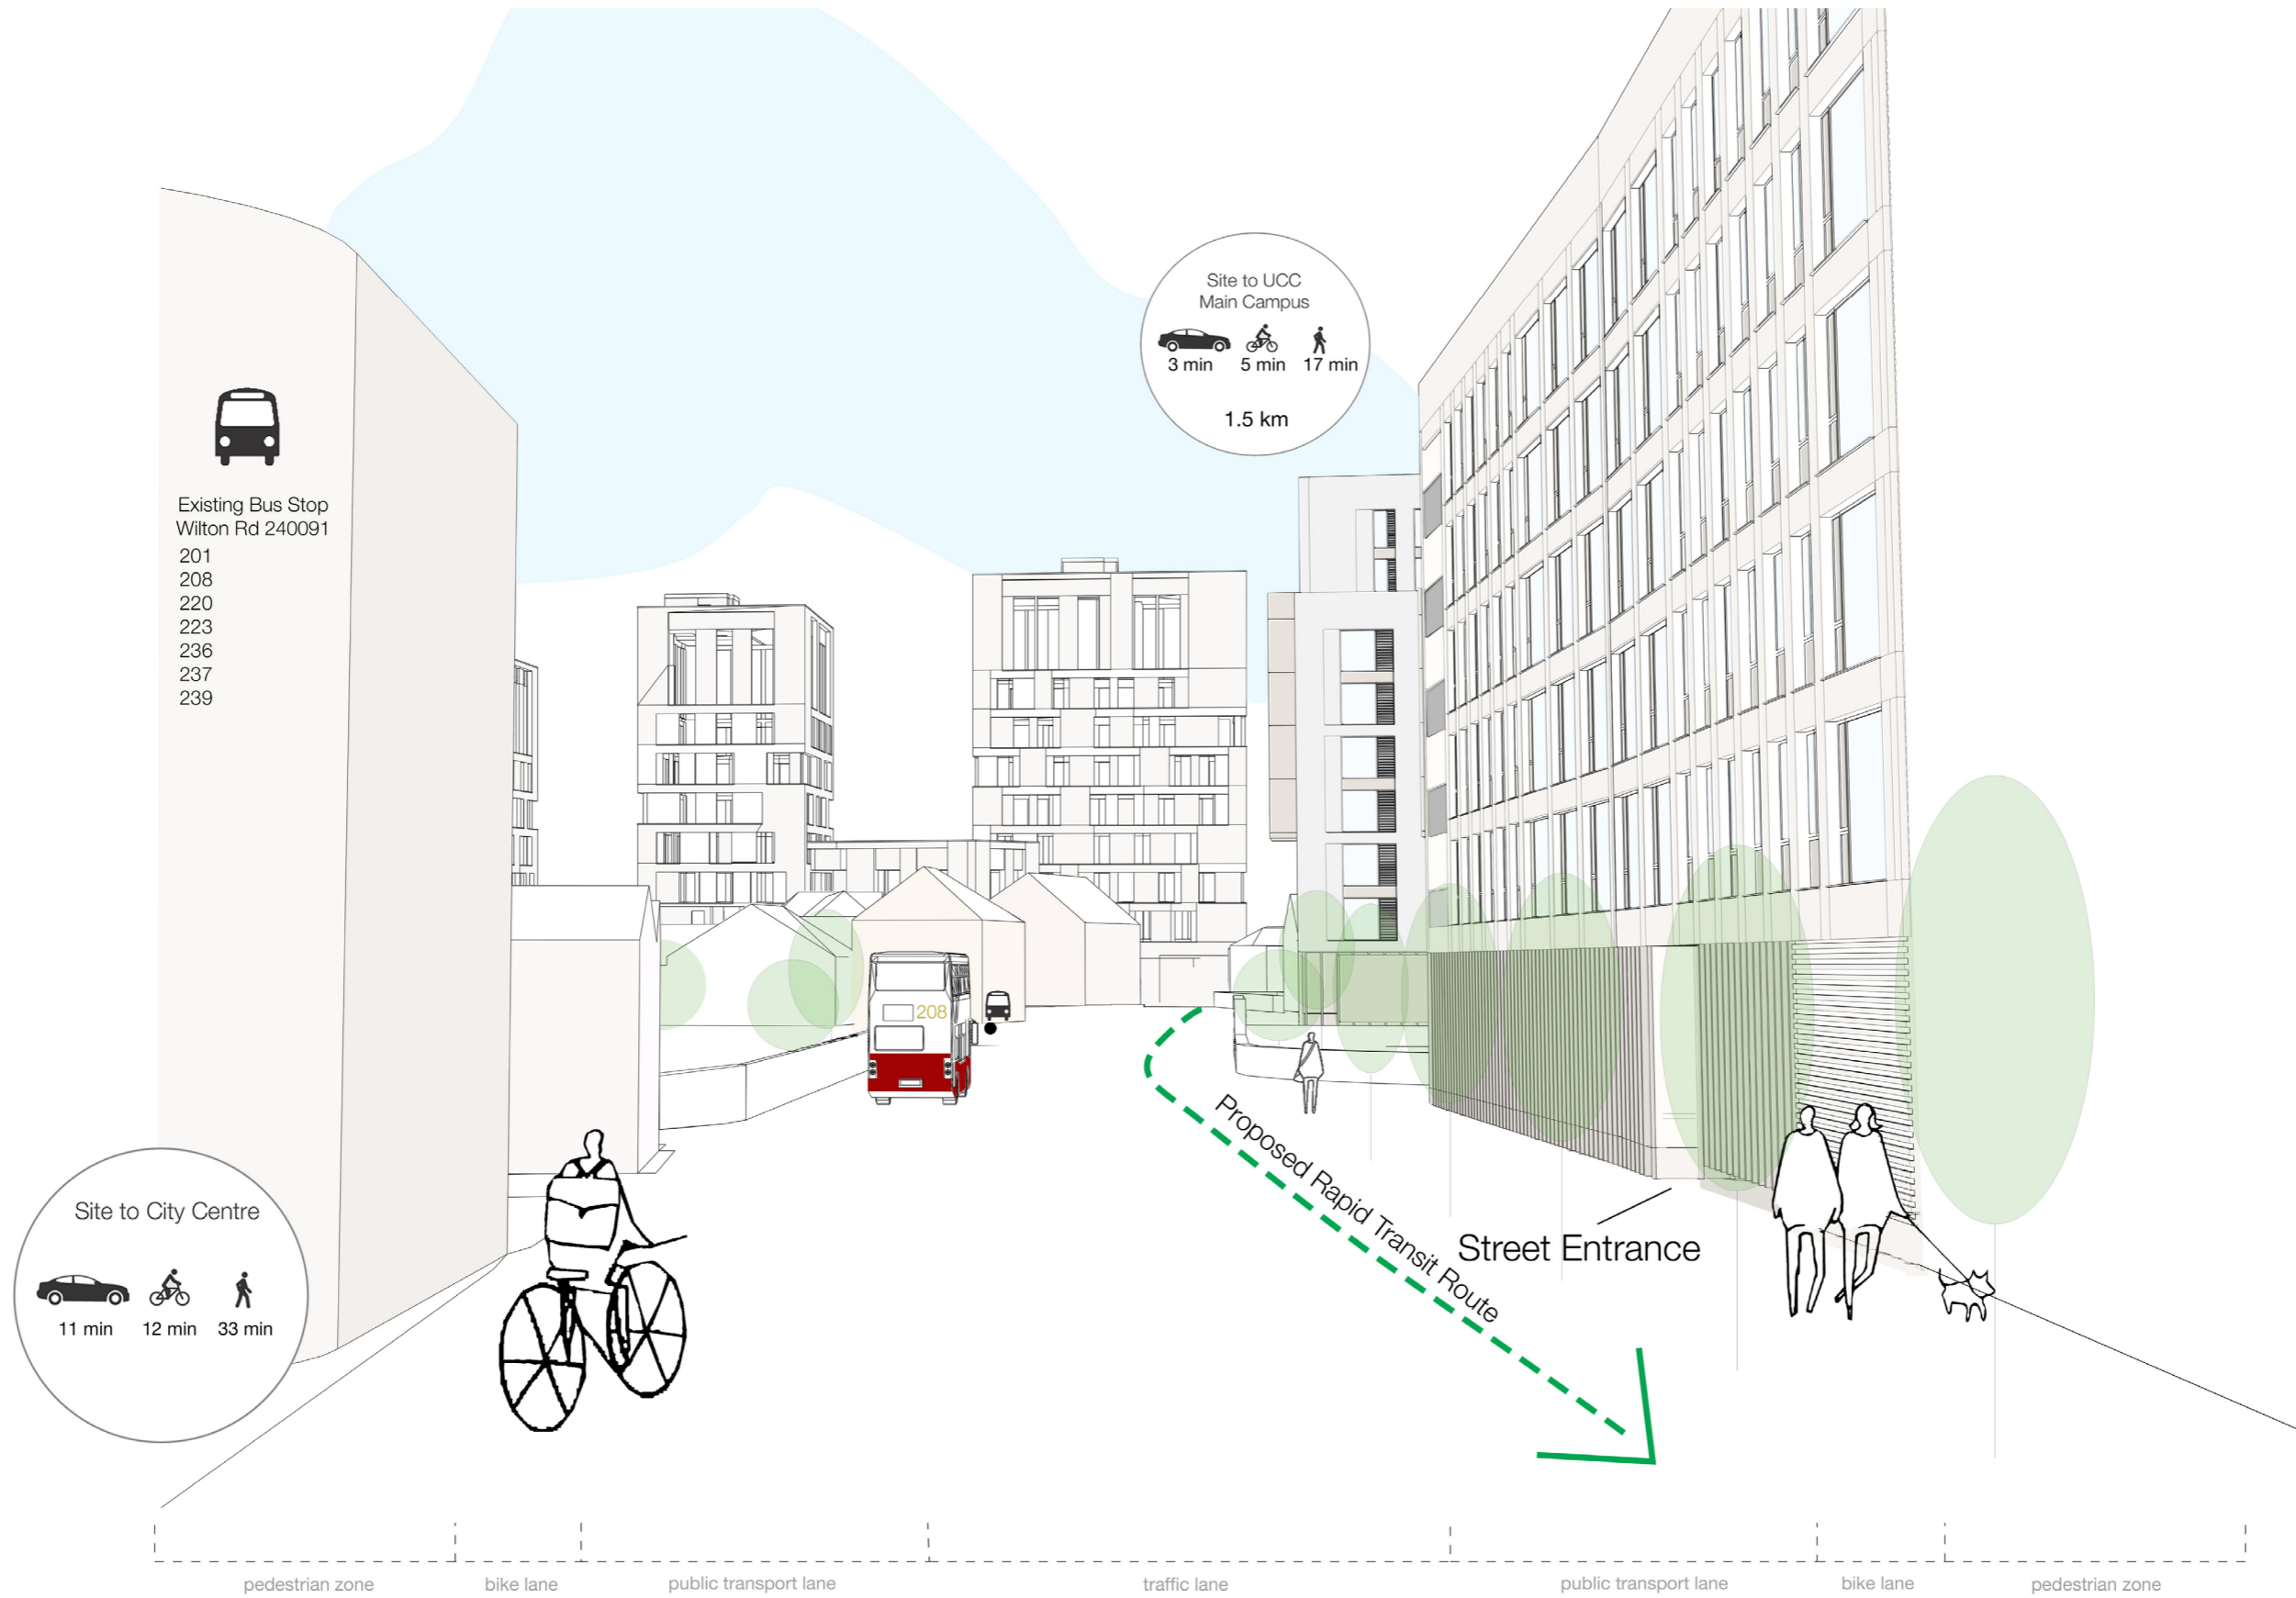 Site to UCC
Main Campus
3 min 5 min 17 min
1.5 km
Existing Bus Stop
Wilton Rd 240091
201
208
220
223
236
237
239
208
Proposed Rapid Transit Route
Street Entrance
Site to City Centre
11 min 12 min 33 min
pedestrian zone bike lane public transport lane traffic lane public transport lane bike lane pedestrian zone